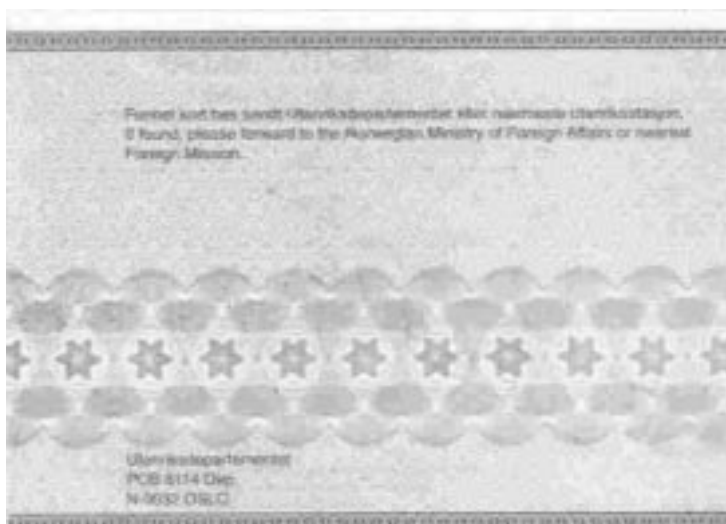 Funnet kort bes sendt Utenriksdepartementet eller nærmeste utenriksstasjon.
If found, please forward to the Norwegian Ministry of Foreign Affairs or nearest
Foreign Mission.
Utenriksdepartementet
POB 8114 Dep.
N-0032 OSLO